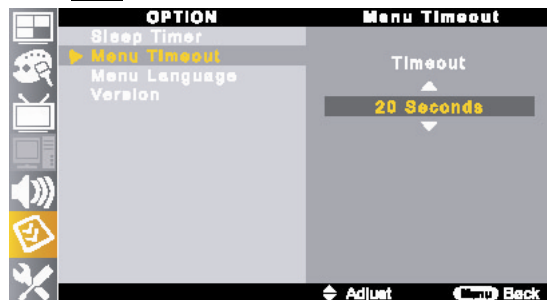 OPTION
Menu Timeout
Sleep Timer
Menu Timeout
Menu Language
Version
Timeout
20 Seconds
Adjust
Menu Back